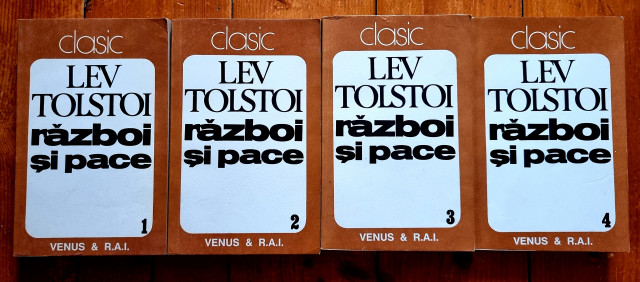 clasic
LEV
TOLSTOI
război
și pace
1
VENUS & R.A.I.
clasic
LEV
TOLSTOI
război
și pace
2
VENUS & R.A.I.
clasic
LEV
TOLSTOI
război
și pace
3
VENUS & R.A.I.
clasic
LEV
TOLSTOI
război
și pace
4
VENUS & R.A.I.